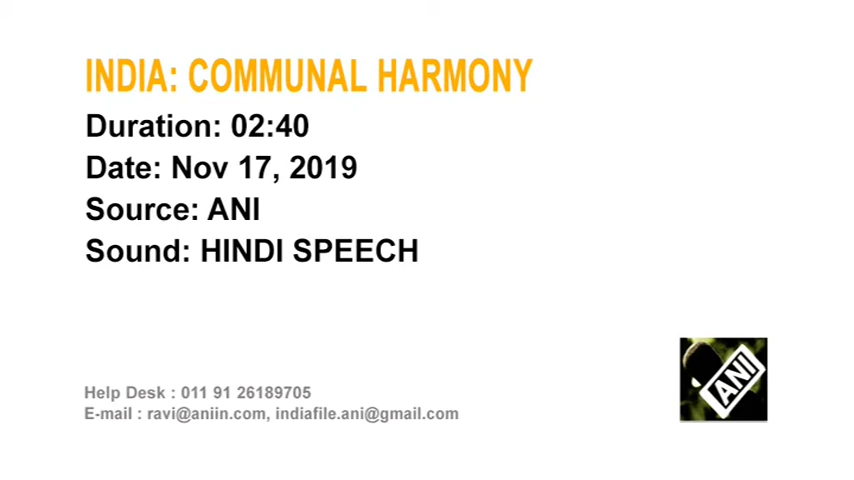 INDIA: COMMUNAL HARMONY
Duration: 02:40
Date: Nov 17, 2019
Source: ANI
Sound: HINDI SPEECH
Help Desk : 011 91 26189705
E-mail : ravi@aniin.com, indiafile.ani@gmail.com
ANI